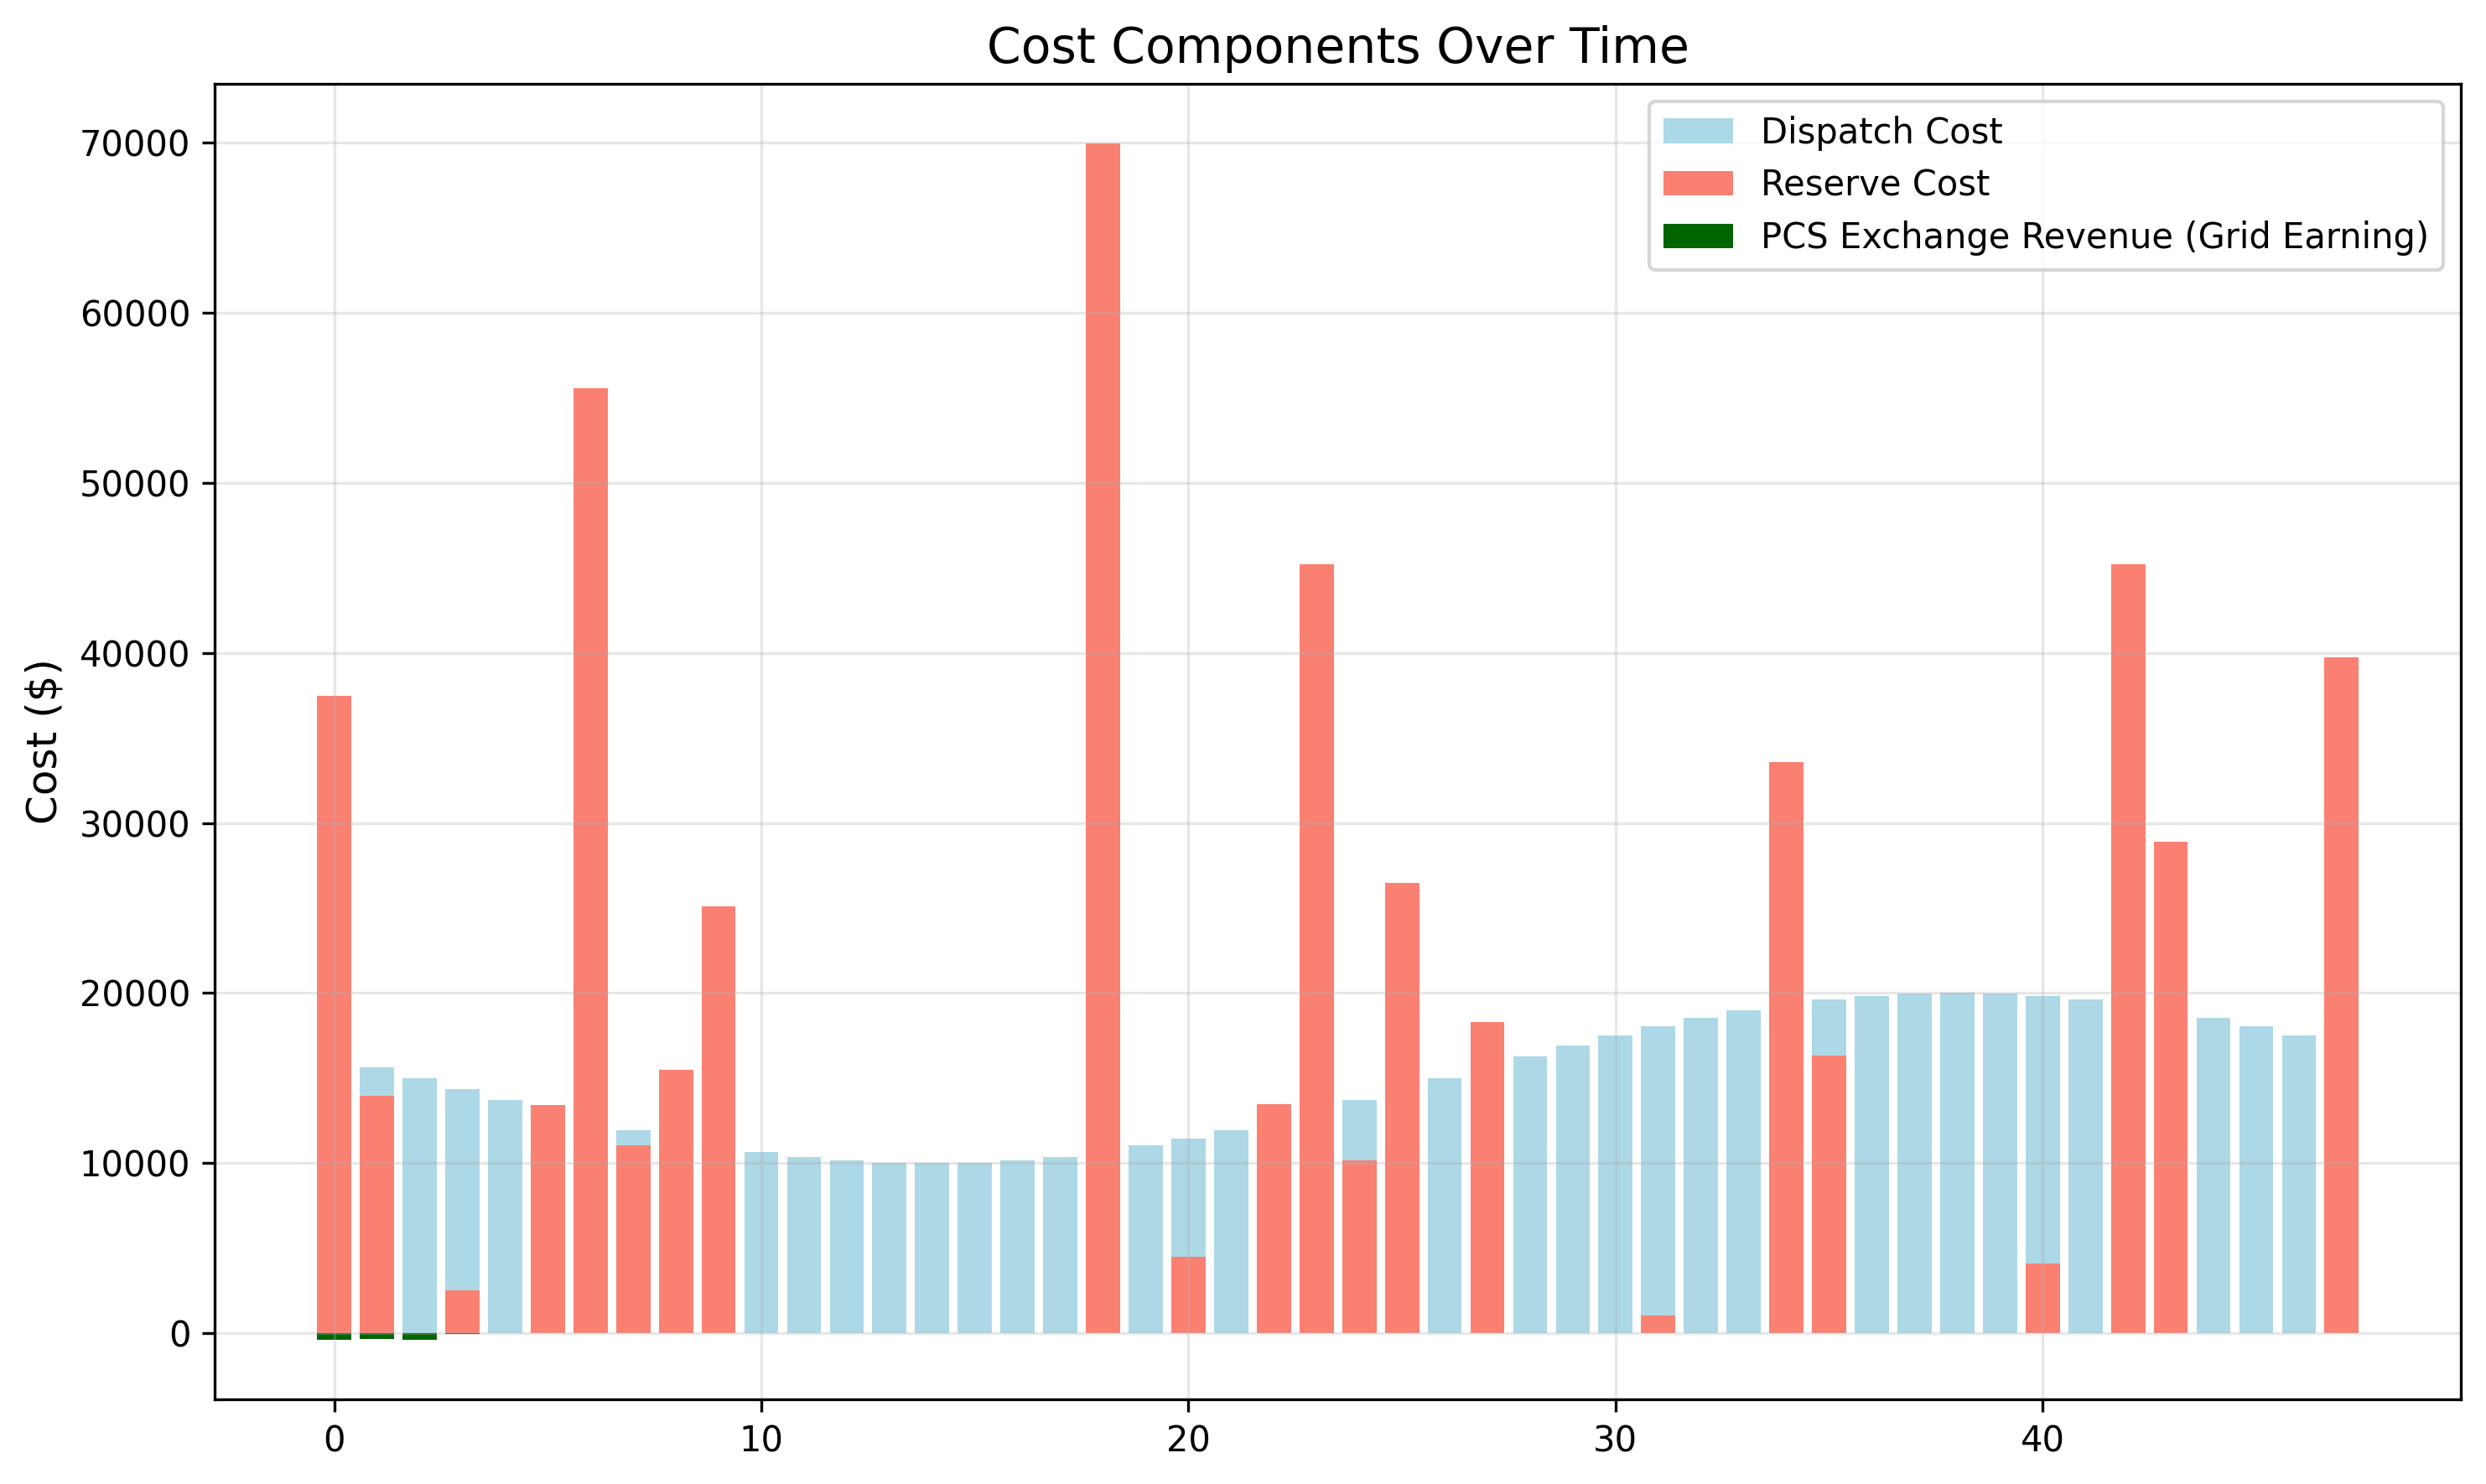 Cost Components Over Time
Dispatch Cost
Reserve Cost
PCS Exchange Revenue (Grid Earning)
Cost ($)
70000
60000
50000
40000
30000
20000
10000
0
0 10 20 30 40